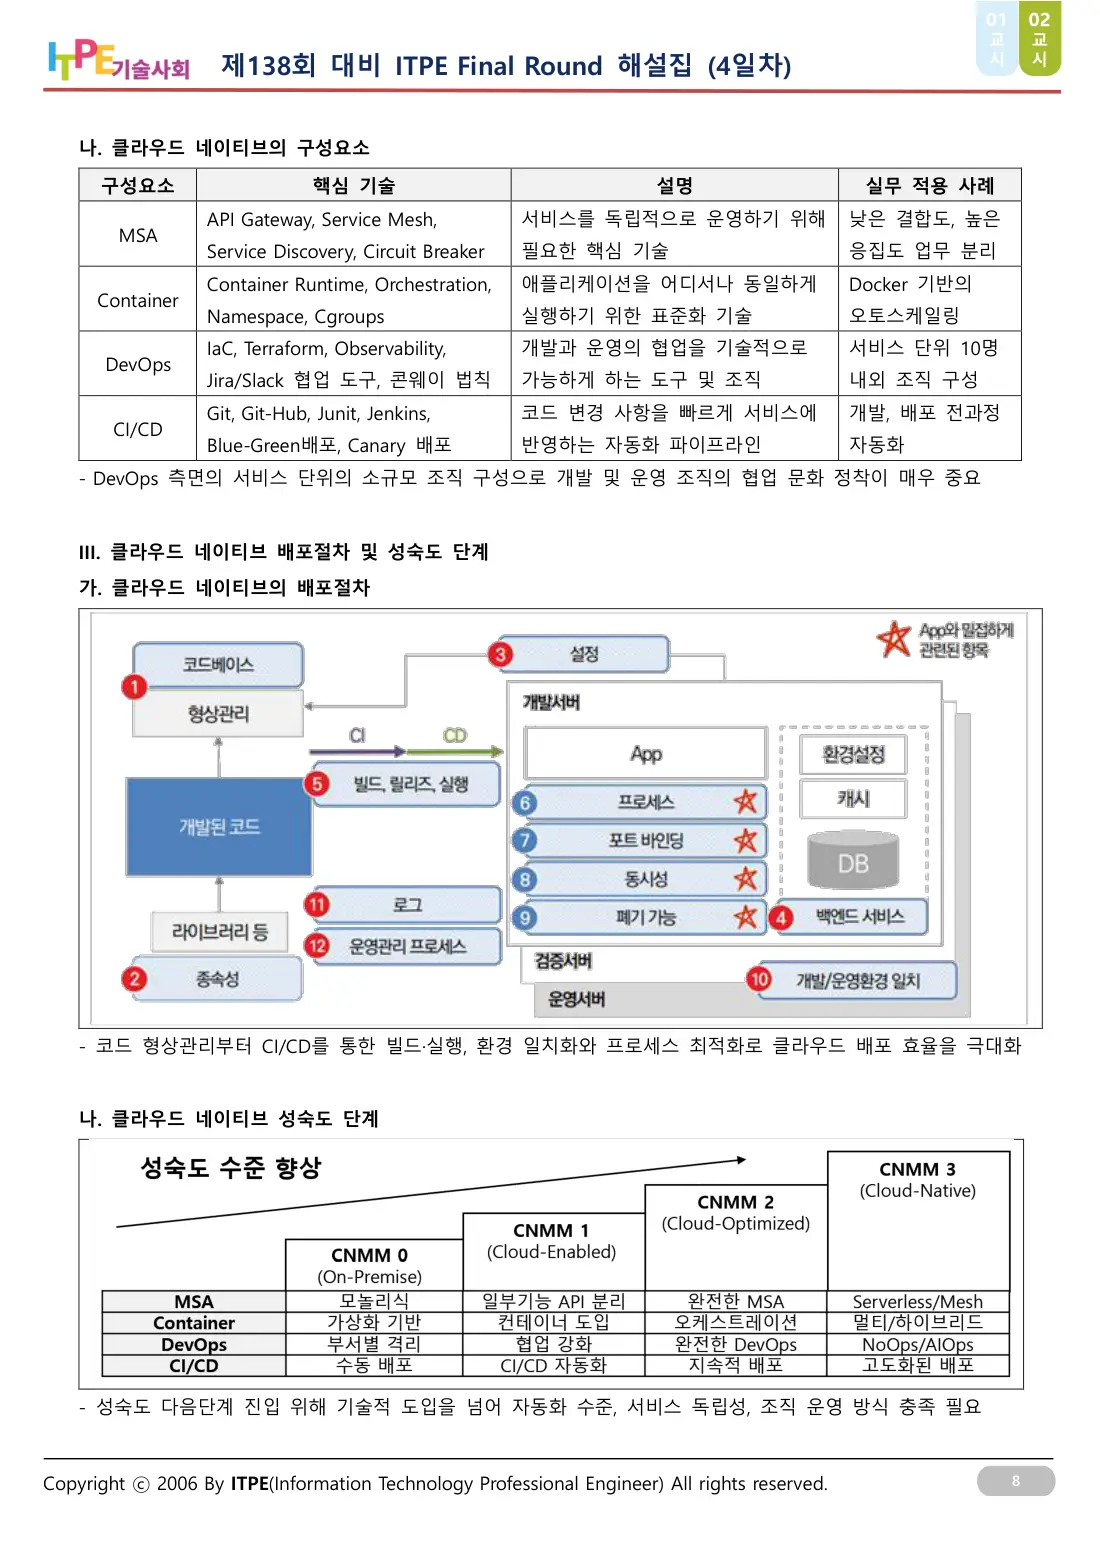 01
교
시
02
교
시
ITPE기술사회 제138회 대비 ITPE Final Round 해설집 (4일차)
나. 클라우드 네이티브의 구성요소
구성요소 핵심 기술 설명 실무 적용 사례
MSA
API Gateway, Service Mesh,
Service Discovery, Circuit Breaker
서비스를 독립적으로 운영하기 위해
필요한 핵심 기술
낮은 결합도, 높은
응집도 업무 분리
Container
Container Runtime, Orchestration,
Namespace, Cgroups
애플리케이션을 어디서나 동일하게
실행하기 위한 표준화 기술
Docker 기반의
오토스케일링
DevOps
IaC, Terraform, Observability,
Jira/Slack 협업 도구, 콘웨이 법칙
개발과 운영의 협업을 기술적으로
가능하게 하는 도구 및 조직
서비스 단위 10명
내외 조직 구성
CI/CD
Git, Git-Hub, Junit, Jenkins,
Blue-Green배포, Canary 배포
코드 변경 사항을 빠르게 서비스에
반영하는 자동화 파이프라인
개발, 배포 전과정
자동화
- DevOps 측면의 서비스 단위의 소규모 조직 구성으로 개발 및 운영 조직의 협업 문화 정착이 매우 중요
III. 클라우드 네이티브 배포절차 및 성숙도 단계
가. 클라우드 네이티브의 배포절차
App와 밀접하게
관련된 항목
코드베이스
1
형상관리
3 설정
개발서버
CI CD
App
환경설정
5 빌드, 릴리즈, 실행
6 프로세스
캐시
개발된 코드
7 포트 바인딩
DB
8 동시성
11 로그
9 폐기 가능
4 백엔드 서비스
라이브러리 등
12 운영관리 프로세스
검증서버
2 종속성
10 개발/운영환경 일치
운영서버
- 코드 형상관리부터 CI/CD를 통한 빌드·실행, 환경 일치화와 프로세스 최적화로 클라우드 배포 효율을 극대화
나. 클라우드 네이티브 성숙도 단계
성숙도 수준 향상
CNMM 3
(Cloud-Native)
CNMM 2
(Cloud-Optimized)
CNMM 1
(Cloud-Enabled)
CNMM 0
(On-Premise)
MSA 모놀리식 일부기능 API 분리 완전한 MSA Serverless/Mesh
Container 가상화 기반 컨테이너 도입 오케스트레이션 멀티/하이브리드
DevOps 부서별 격리 협업 강화 완전한 DevOps NoOps/AIOps
CI/CD 수동 배포 CI/CD 자동화 지속적 배포 고도화된 배포
- 성숙도 다음단계 진입 위해 기술적 도입을 넘어 자동화 수준, 서비스 독립성, 조직 운영 방식 충족 필요
Copyright ⓒ 2006 By ITPE(Information Technology Professional Engineer) All rights reserved.
8